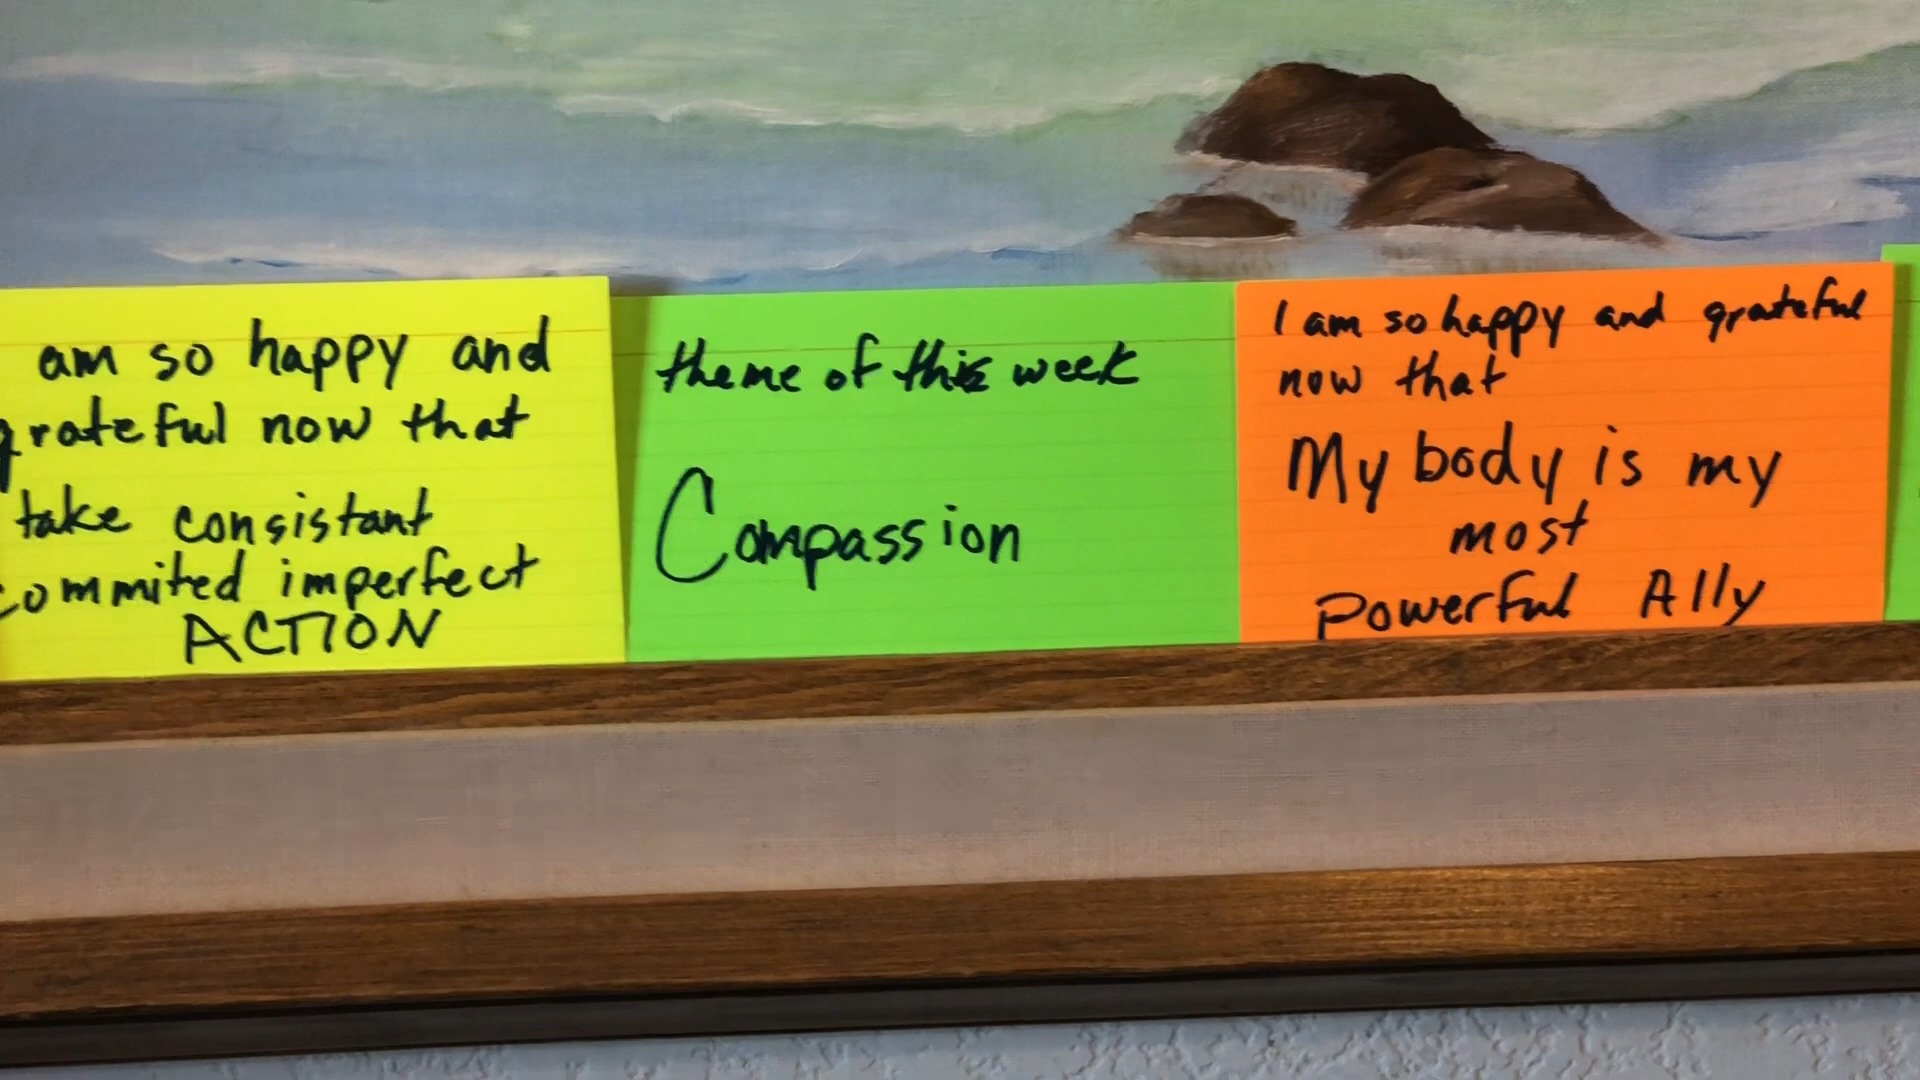 am so happy and
grateful now that
take consistant
commited imperfect
ACTION
theme of this week
Compassion
I am so happy and grateful
now that
My body is my
most
powerful Ally